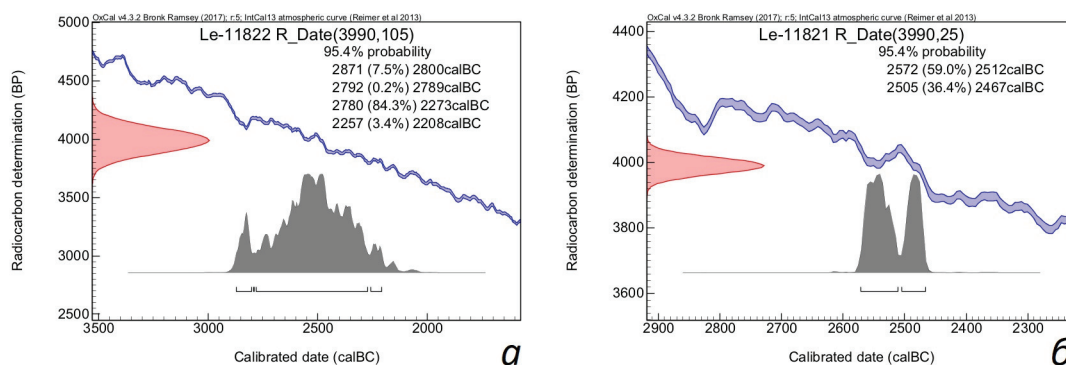 OxCal v4.3.2 Bronk Ramsey (2017); r:5; IntCal13 atmospheric curve (Reimer et al 2013)
Le-11822 R_Date(3990,105)
95.4% probability
2871 (7.5%) 2800calBC
2792 (0.2%) 2789calBC
2780 (84.3%) 2273calBC
2257 (3.4%) 2208calBC
Radiocarbon determination (BP)
5000
4500
4000
3500
3000
2500
3500 3000 2500 2000
Calibrated date (calBC)
а
OxCal v4.3.2 Bronk Ramsey (2017); r:5; IntCal13 atmospheric curve (Reimer et al 2013)
Le-11821 R_Date(3990,25)
95.4% probability
2572 (59.0%) 2512calBC
2505 (36.4%) 2467calBC
Radiocarbon determination (BP)
4400
4200
4000
3800
3600
2900 2800 2700 2600 2500 2400 2300
Calibrated date (calBC)
б